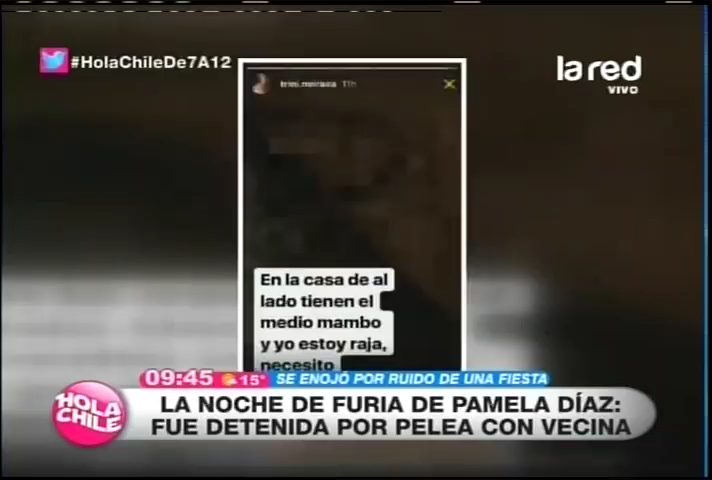 #HolaChileDe7A12
la red
VIVO
11h
En la casa de al
lado tienen el
medio mambo
y yo estoy raja,
necesito
09:45
15°
SE ENOJÓ POR RUIDO DE UNA FIESTA
HOLA
CHILE
LA NOCHE DE FURIA DE PAMELA DÍAZ:
FUE DETENIDA POR PELEA CON VECINA